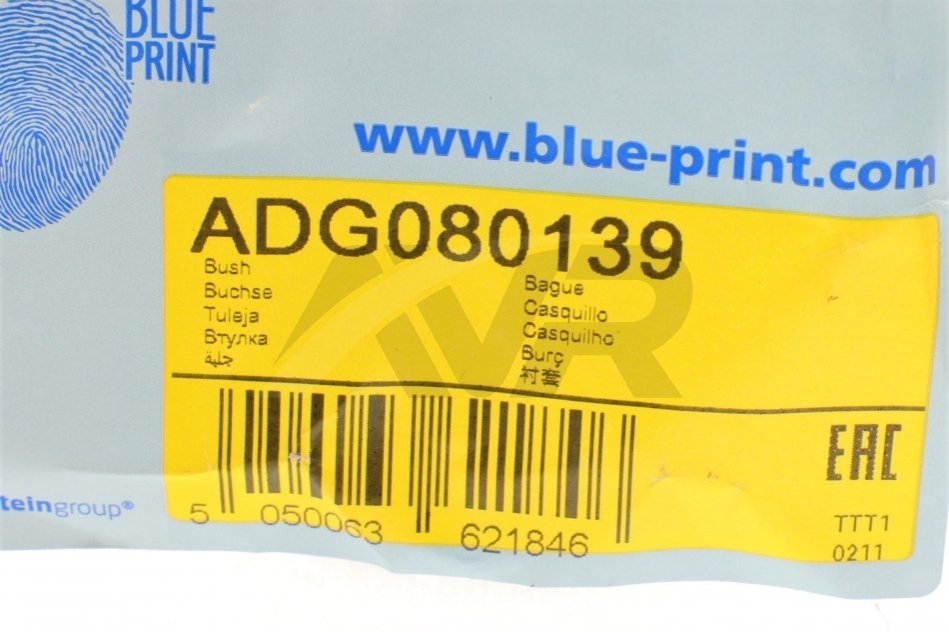 BLUE
PRINT
www.blue-print.com
ADG080139
Bush
Buchse
Tuleja
Втулка
جلبة
Bague
Casquillo
Casquilho
Burç
衬套
EAC
5 050063 621846
TTT1
0211
teingroup®
AVR